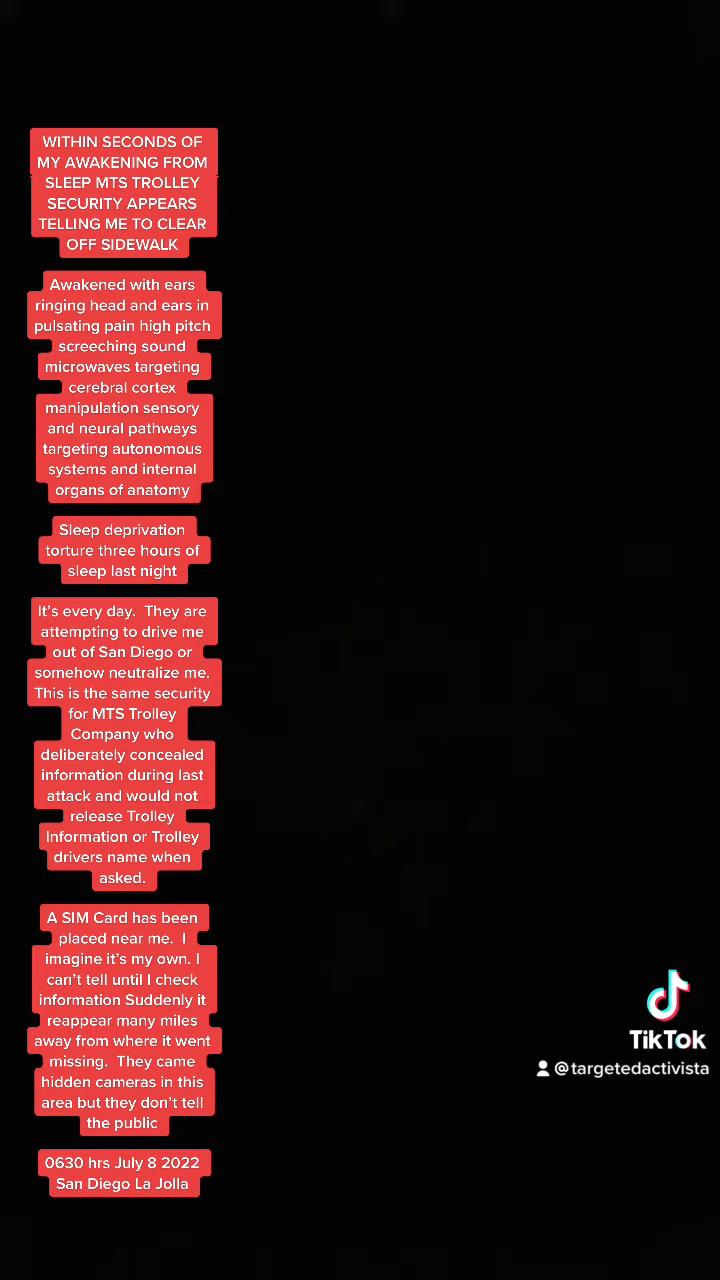 WITHIN SECONDS OF
MY AWAKENING FROM
SLEEP MTS TROLLEY
SECURITY APPEARS
TELLING ME TO CLEAR
OFF SIDEWALK
Awakened with ears
ringing head and ears in
pulsating pain high pitch
screeching sound
microwaves targeting
cerebral cortex
manipulation sensory
and neural pathways
targeting autonomous
systems and internal
organs of anatomy
Sleep deprivation
torture three hours of
sleep last night
It's every day.  They are
attempting to drive me
out of San Diego or
somehow neutralize me.
This is the same security
for MTS Trolley
Company who
deliberately concealed
information during last
attack and would not
release Trolley
Information or Trolley
drivers name when
asked.
A SIM Card has been
placed near me.  I
imagine it's my own. I
can't tell until I check
information Suddenly it
reappear many miles
away from where it went
missing.  They came
hidden cameras in this
area but they don't tell
the public
0630 hrs July 8 2022
San Diego La Jolla
TikTok
@targetedactivista